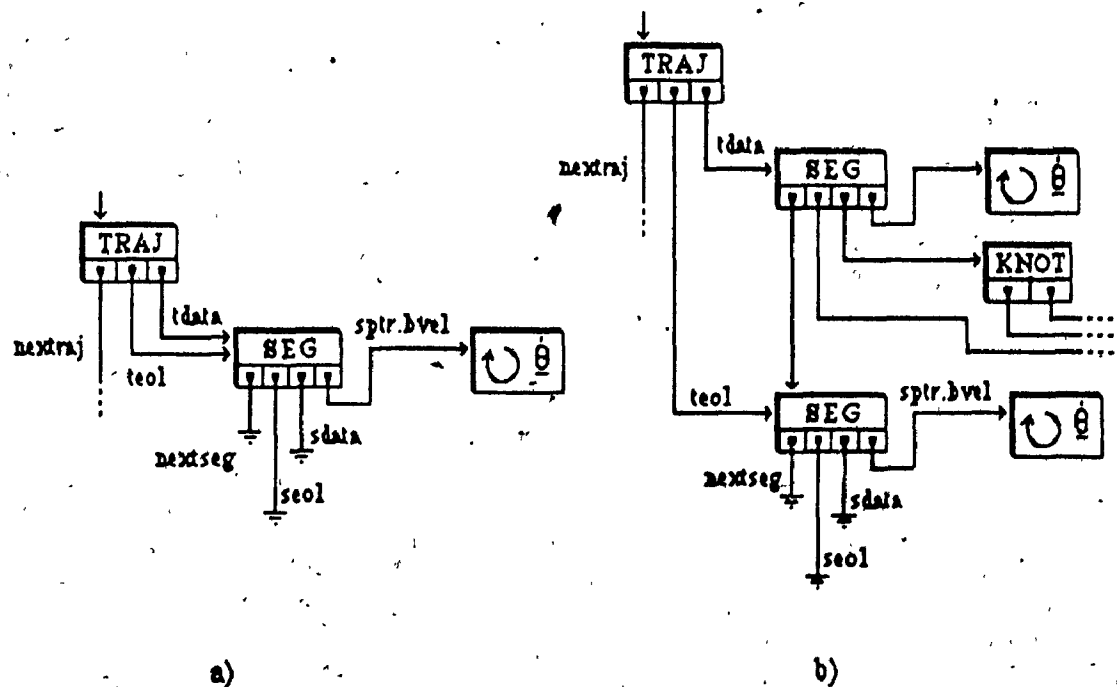 TRAJ
tdata
nextraj
teol
SEG
sptr.bvel
θ̇
nextseg
sdata
seol
a)
TRAJ
tdata
nextraj
SEG
θ̇
KNOT
teol
SEG
sptr.bvel
θ̇
nextseg
sdata
seol
b)